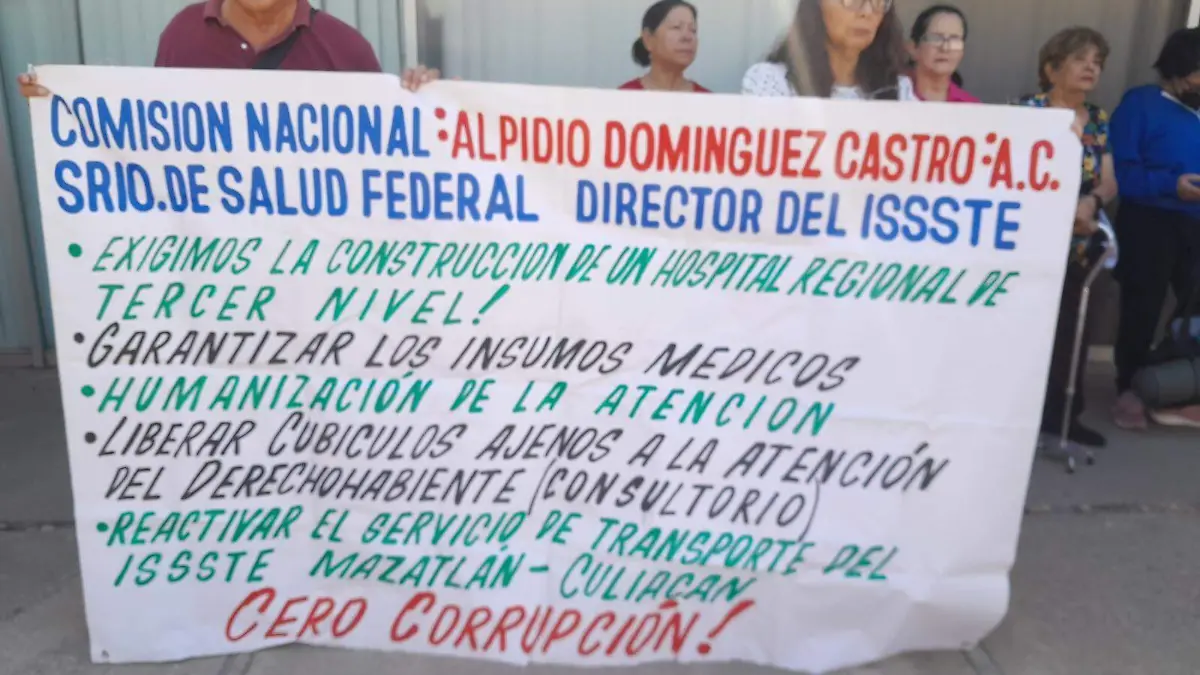 COMISION NACIONAL:ALPIDIO DOMINGUEZ CASTRO:A.C.
SRIO.DE SALUD FEDERAL DIRECTOR DEL ISSSTE
• EXIGIMOS LA CONSTRUCCION DE UN HOSPITAL REGIONAL DE
TERCER NIVEL!
• GARANTIZAR LOS INSUMOS MEDICOS
• HUMANIZACIÓN DE LA ATENCION
• LIBERAR CUBICULOS AJENOS A LA ATENCIÓN
DEL DERECHOHABIENTE (CONSULTORIO)
• REACTIVAR EL SERVICIO DE TRANSPORTE DEL
ISSSTE MAZATLÁN-CULIACAN
CERO CORRUPCIÓN!